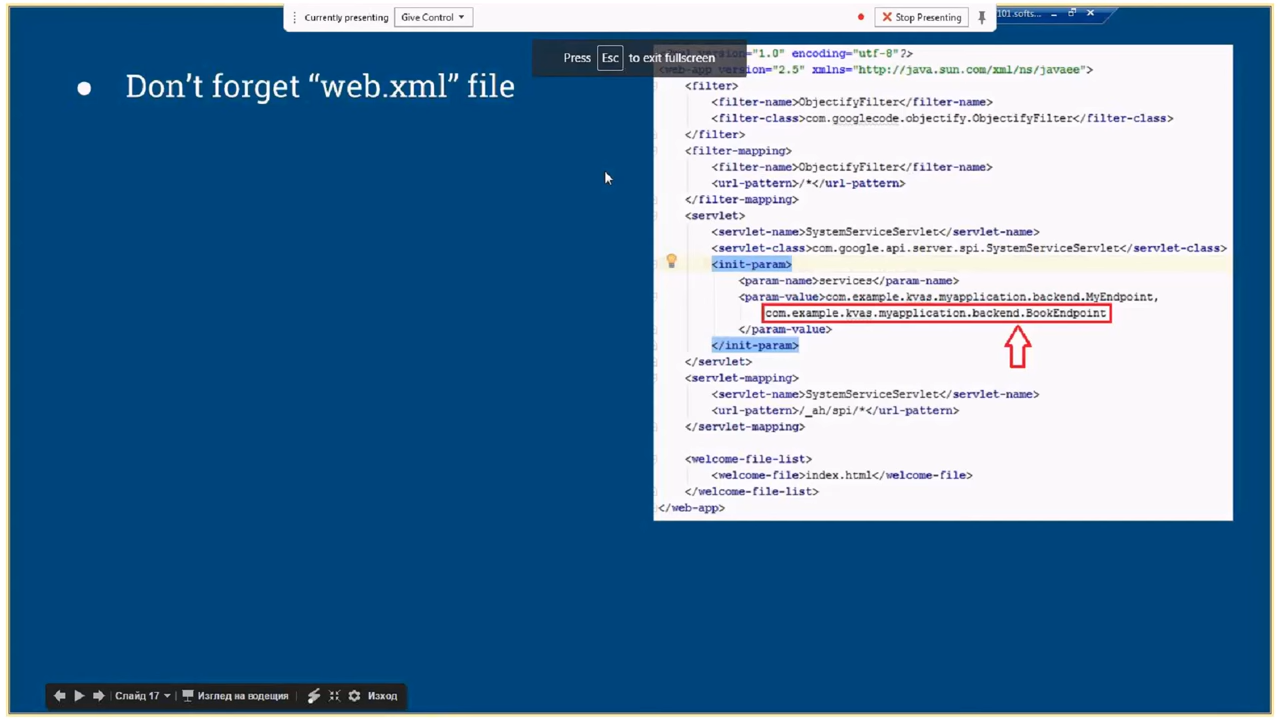 Currently presenting
Give Control
Stop Presenting
101.softs...
Press Esc to exit fullscreen
• Don't forget “web.xml” file
version="1.0" encoding="utf-8"?>
<web-app version="2.5" xmlns="http://java.sun.com/xml/ns/javaee">
<filter>
<filter-name>ObjectifyFilter</filter-name>
<filter-class>com.googlecode.objectify.ObjectifyFilter</filter-class>
</filter>
<filter-mapping>
<filter-name>ObjectifyFilter</filter-name>
<url-pattern>/*</url-pattern>
</filter-mapping>
<servlet>
<servlet-name>SystemServiceServlet</servlet-name>
<servlet-class>com.google.api.server.spi.SystemServiceServlet</servlet-class>
<init-param>
<param-name>services</param-name>
<param-value>com.example.kvas.myapplication.backend.MyEndpoint,
com.example.kvas.myapplication.backend.BookEndpoint
</param-value>
</init-param>
</servlet>
<servlet-mapping>
<servlet-name>SystemServiceServlet</servlet-name>
<url-pattern>/_ah/spi/*</url-pattern>
</servlet-mapping>
<welcome-file-list>
<welcome-file>index.html</welcome-file>
</welcome-file-list>
</web-app>
Слайд 17
Изглед на водещия
Изход